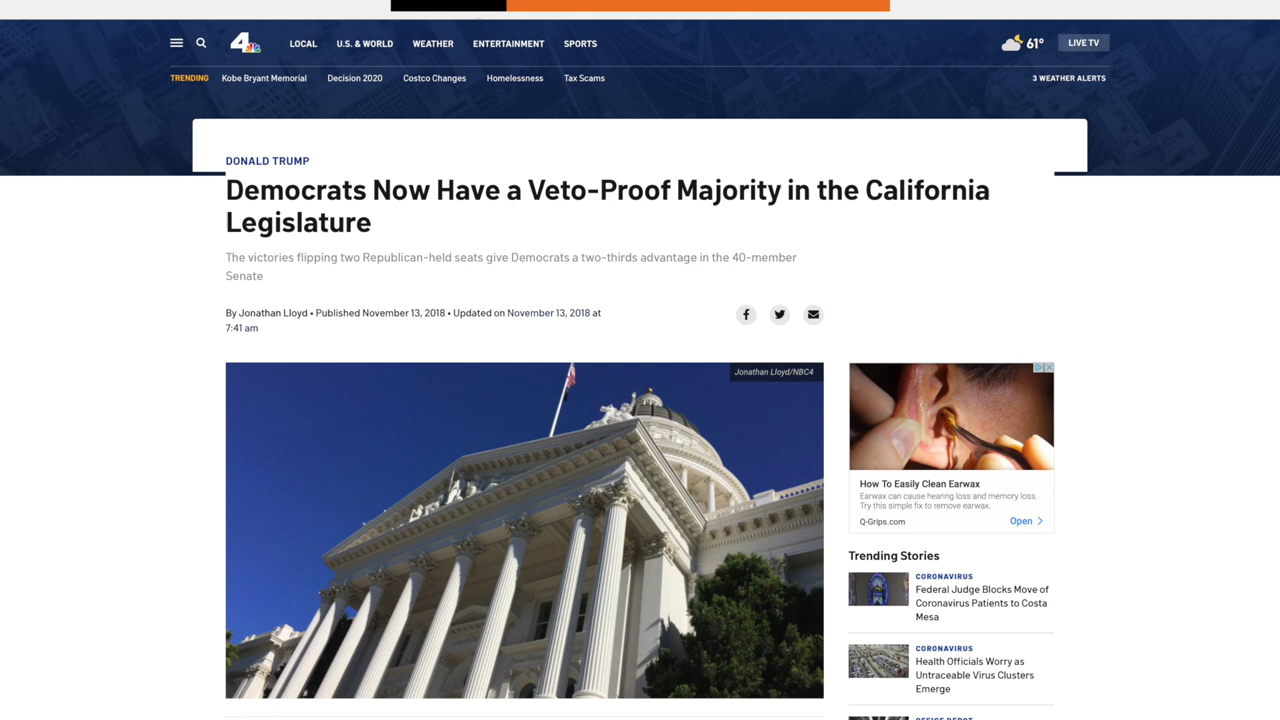 4
LOCAL U.S. & WORLD WEATHER ENTERTAINMENT SPORTS
61º
LIVE TV
TRENDING Kobe Bryant Memorial Decision 2020 Costco Changes Homelessness Tax Scams
3 WEATHER ALERTS
DONALD TRUMP
Democrats Now Have a Veto-Proof Majority in the California
Legislature
The victories flipping two Republican-held seats give Democrats a two-thirds advantage in the 40-member
Senate
By Jonathan Lloyd • Published November 13, 2018 • Updated on November 13, 2018 at
7:41 am
Jonathan Lloyd/NBC4
How To Easily Clean Earwax
Earwax can cause hearing loss and memory loss.
Try this simple fix to remove earwax.
Q-Grips.com
Open
Trending Stories
CORONAVIRUS
Federal Judge Blocks Move of
Coronavirus Patients to Costa
Mesa
CORONAVIRUS
Health Officials Worry as
Untraceable Virus Clusters
Emerge
OFFICE DEPOT